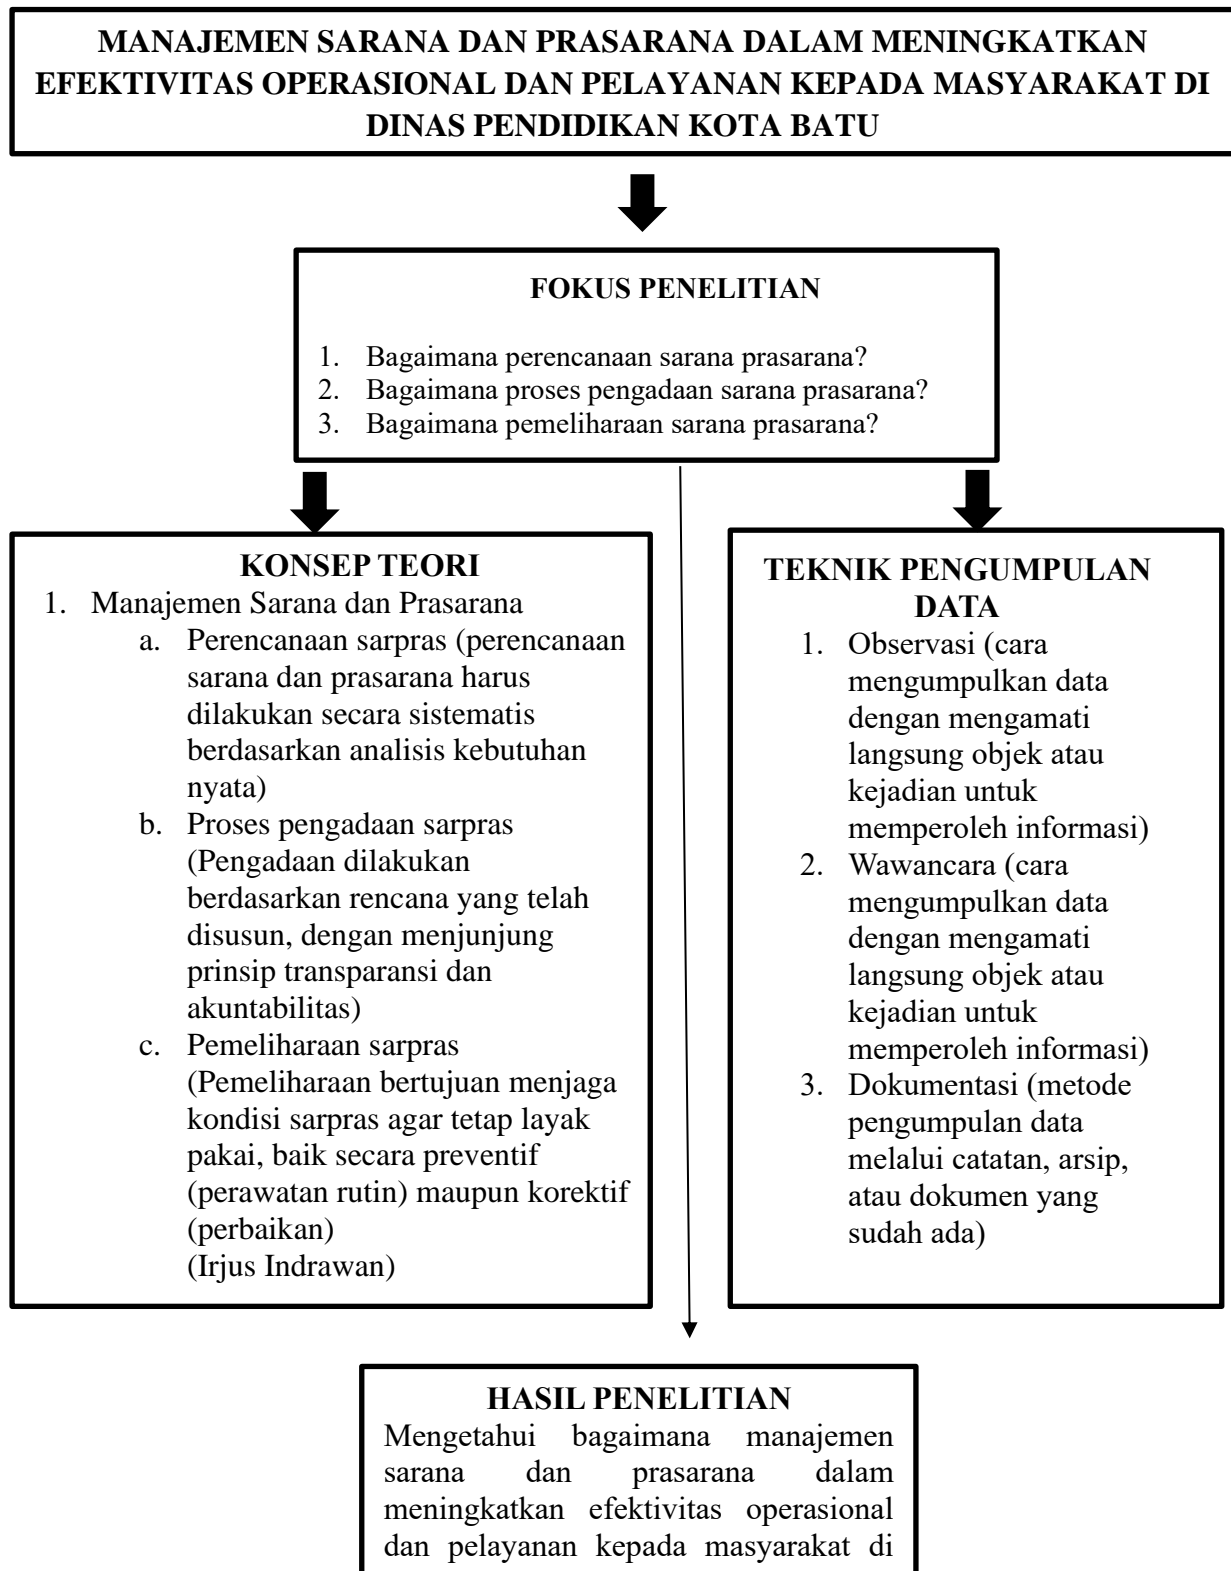 MANAJEMEN SARANA DAN PRASARANA DALAM MENINGKATKAN
EFEKTIVITAS OPERASIONAL DAN PELAYANAN KEPADA MASYARAKAT DI
DINAS PENDIDIKAN KOTA BATU
FOKUS PENELITIAN
1. Bagaimana perencanaan sarana prasarana?
2. Bagaimana proses pengadaan sarana prasarana?
3. Bagaimana pemeliharaan sarana prasarana?
KONSEP TEORI
1. Manajemen Sarana dan Prasarana
a. Perencanaan sarpras (perencanaan
sarana dan prasarana harus
dilakukan secara sistematis
berdasarkan analisis kebutuhan
nyata)
b. Proses pengadaan sarpras
(Pengadaan dilakukan
berdasarkan rencana yang telah
disusun, dengan menjunjung
prinsip transparansi dan
akuntabilitas)
c. Pemeliharaan sarpras
(Pemeliharaan bertujuan menjaga
kondisi sarpras agar tetap layak
pakai, baik secara preventif
(perawatan rutin) maupun korektif
(perbaikan)
(Irjus Indrawan)
TEKNIK PENGUMPULAN
DATA
1. Observasi (cara
mengumpulkan data
dengan mengamati
langsung objek atau
kejadian untuk
memperoleh informasi)
2. Wawancara (cara
mengumpulkan data
dengan mengamati
langsung objek atau
kejadian untuk
memperoleh informasi)
3. Dokumentasi (metode
pengumpulan data
melalui catatan, arsip,
atau dokumen yang
sudah ada)
HASIL PENELITIAN
Mengetahui bagaimana manajemen
sarana dan prasarana dalam
meningkatkan efektivitas operasional
dan pelayanan kepada masyarakat di